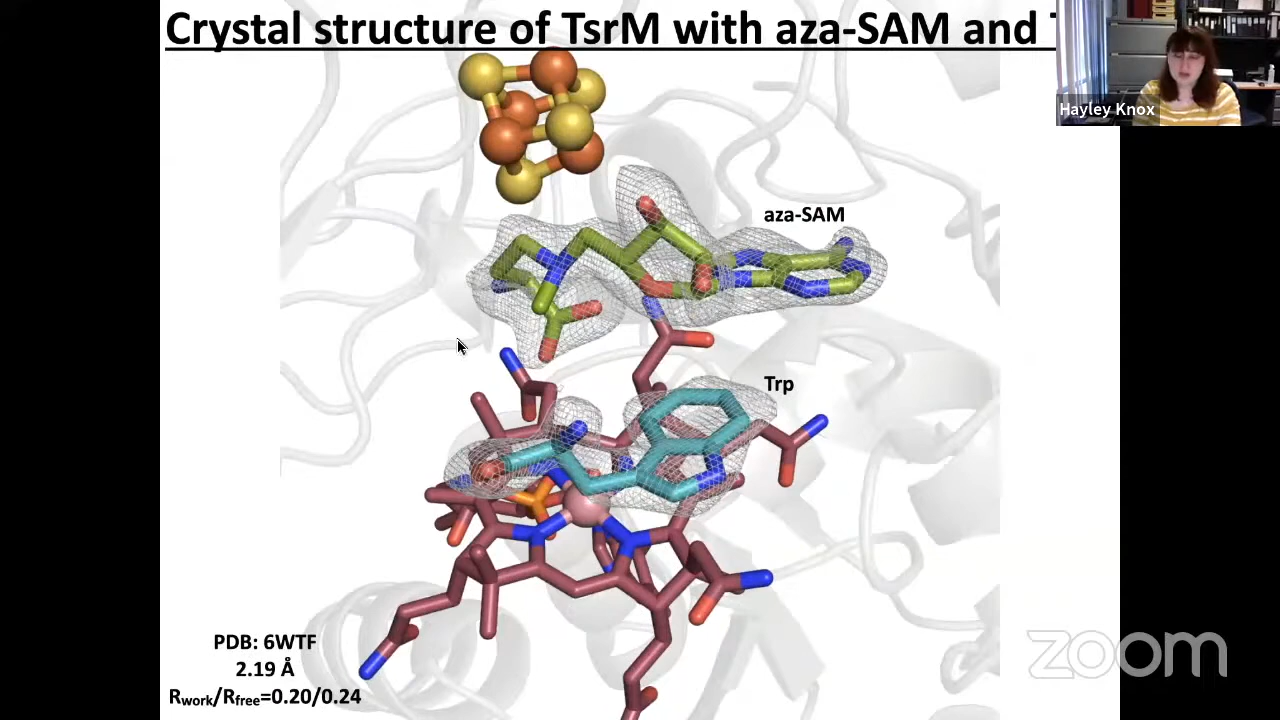 Crystal structure of TsrM with aza-SAM and
Hayley Knox
aza-SAM
Trp
PDB: 6WTF
2.19 Å
Rwork/Rfree=0.20/0.24
zoom